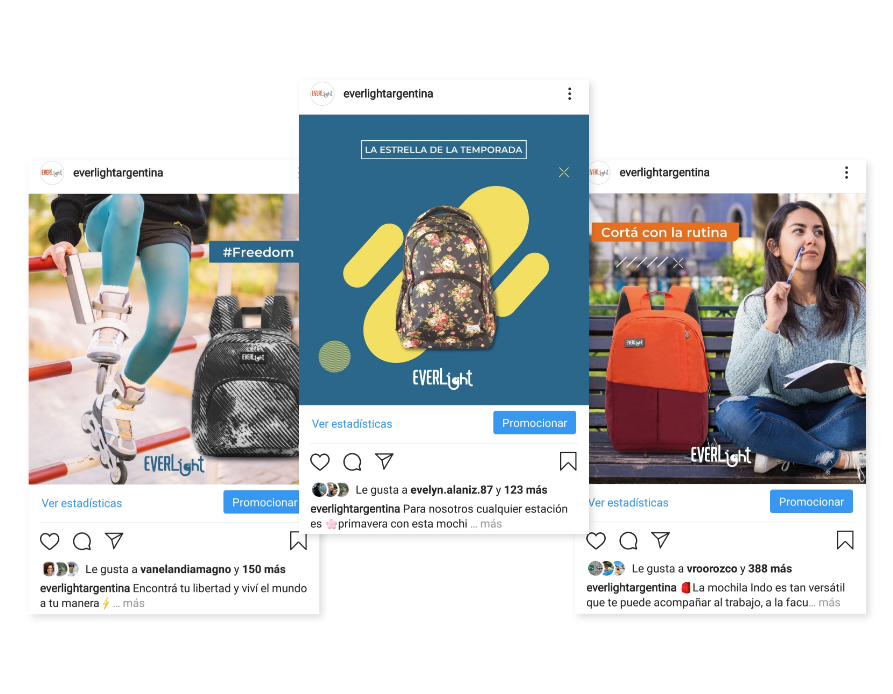 everlightargentina
#Freedom
EVERLight
EVERLight
Ver estadísticas
Promocionar
Le gusta a vanelandiamagno y 150 más
everlightargentina Encontrá tu libertad y viví el mundo
a tu manera ⚡ ... más
EVERLight
everlightargentina
LA ESTRELLA DE LA TEMPORADA
EVERLight
Ver estadísticas
Promocionar
Le gusta a evelyn.alaniz.87 y 123 más
everlightargentina Para nosotros cualquier estación
es 🌸primavera con esta mochi ... más
everlightargentina
Cortá con la rutina
EVERLight
EVERLight
Ver estadísticas
Promocionar
Le gusta a vroorozco y 388 más
everlightargentina 🎒La mochila Indo es tan versátil
que te puede acompañar al trabajo, a la facu... más